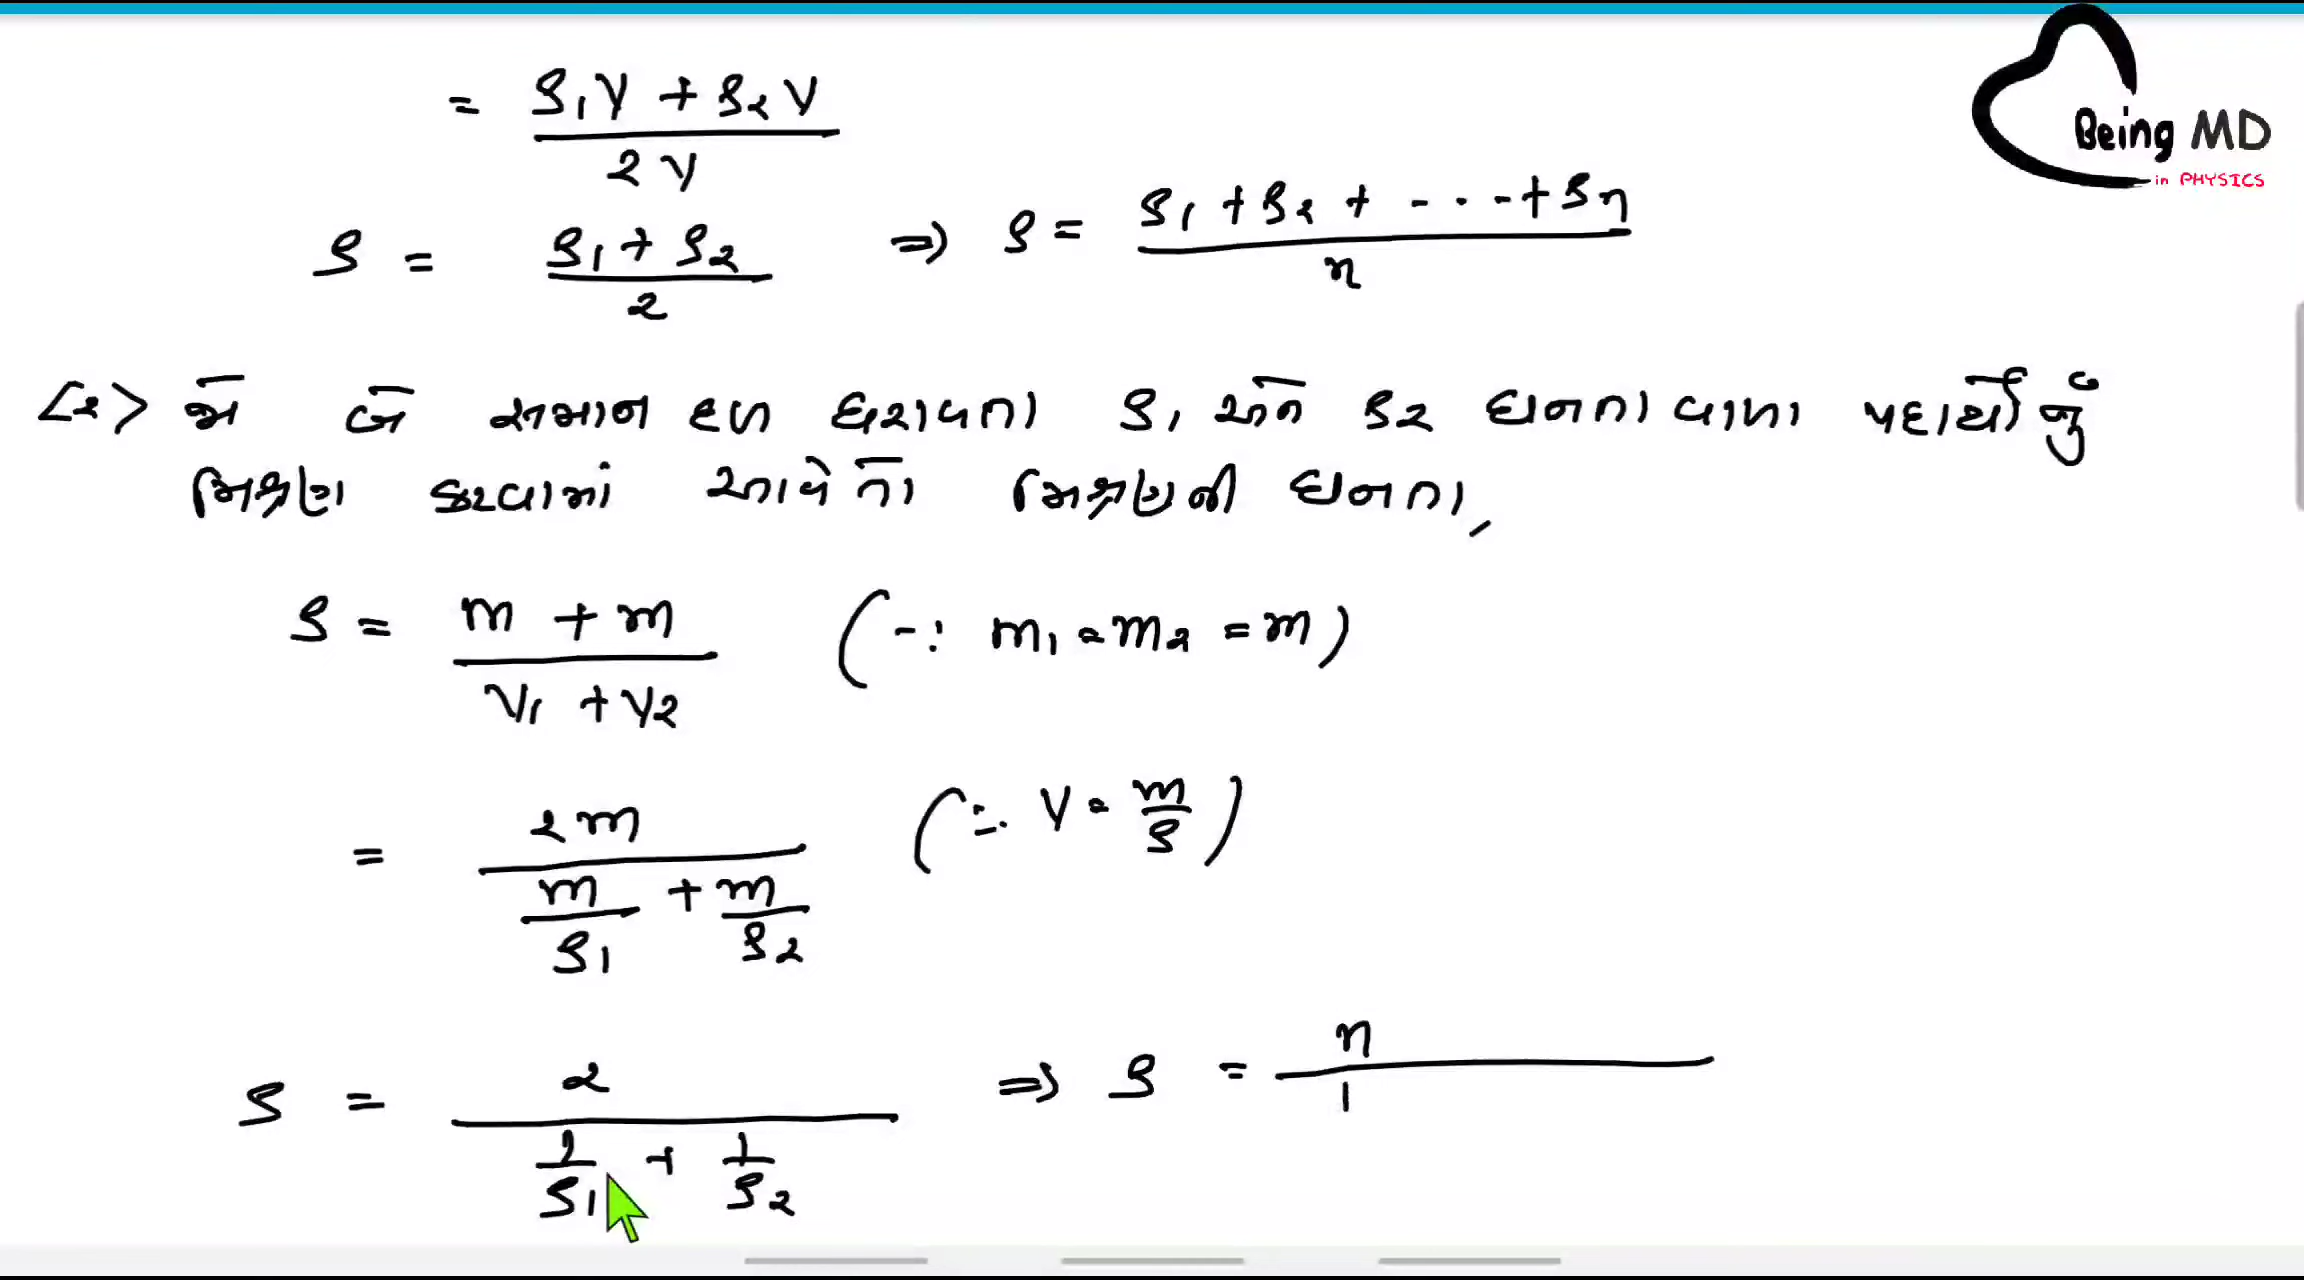 Being MD
in PHYSICS
= (ρ₁V + ρ₂V) / 2V
ρ = (ρ₁ + ρ₂) / 2 ⇒ ρ = (ρ₁ + ρ₂ + ----+ ρn) / n
<૨> જો બે સમાન દળ ધરાવતા ρ₁ અને ρ₂ ઘનતા વાળા પદાર્થોનું
મિશ્રણ કરવામાં આવે તો મિશ્રણની ઘનતા,
ρ = (m + m) / (V₁ + V₂) (∵ m₁ = m₂ = m)
= 2m / (m/ρ₁ + m/ρ₂) (∵ V = m/ρ)
ρ = 2 / (1/ρ₁ + 1/ρ₂) ⇒ ρ = n / 1